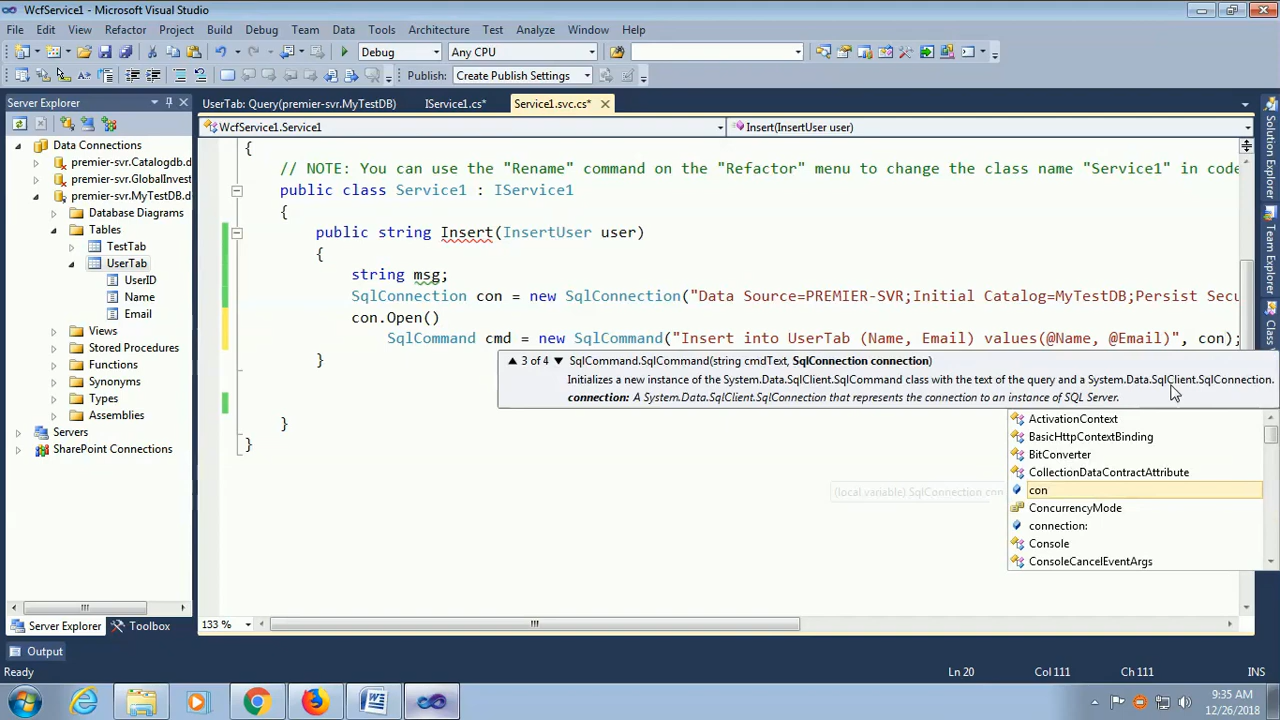 WcfService1 - Microsoft Visual Studio
File Edit View Refactor Project Build Debug Team Data Tools Architecture Test Analyze Window Help
Debug Any CPU
Publish: Create Publish Settings
Server Explorer
UserTab: Query(premier-svr.MyTestDB) IService1.cs* Service1.svc.cs*
WcfService1.Service1 Insert(InsertUser user)
Data Connections
premier-svr.Catalogdb.d
premier-svr.GlobalInvest
premier-svr.MyTestDB.d
Database Diagrams
Tables
TestTab
UserTab
UserID
Name
Email
Views
Stored Procedures
Functions
Synonyms
Types
Assemblies
Servers
SharePoint Connections
{
// NOTE: You can use the "Rename" command on the "Refactor" menu to change the class name "Service1" in code
public class Service1 : IService1
{
public string Insert(InsertUser user)
{
string msg;
SqlConnection con = new SqlConnection("Data Source=PREMIER-SVR;Initial Catalog=MyTestDB;Persist Secu
con.Open()
SqlCommand cmd = new SqlCommand("Insert into UserTab (Name, Email) values(@Name, @Email)", con);
}
3 of 4 SqlCommand.SqlCommand(string cmdText, SqlConnection connection)
Initializes a new instance of the System.Data.SqlClient.SqlCommand class with the text of the query and a System.Data.SqlClient.SqlConnection.
connection: A System.Data.SqlClient.SqlConnection that represents the connection to an instance of SQL Server.
}
}
ActivationContext
BasicHttpContextBinding
BitConverter
CollectionDataContractAttribute
con
ConcurrencyMode
connection:
Console
ConsoleCancelEventArgs
(local variable) SqlConnection con
133 %
Server Explorer Toolbox
Output
Solution Explorer
Team Explorer
Ready Ln 20 Col 111 Ch 111 INS
9:35 AM
12/26/2018